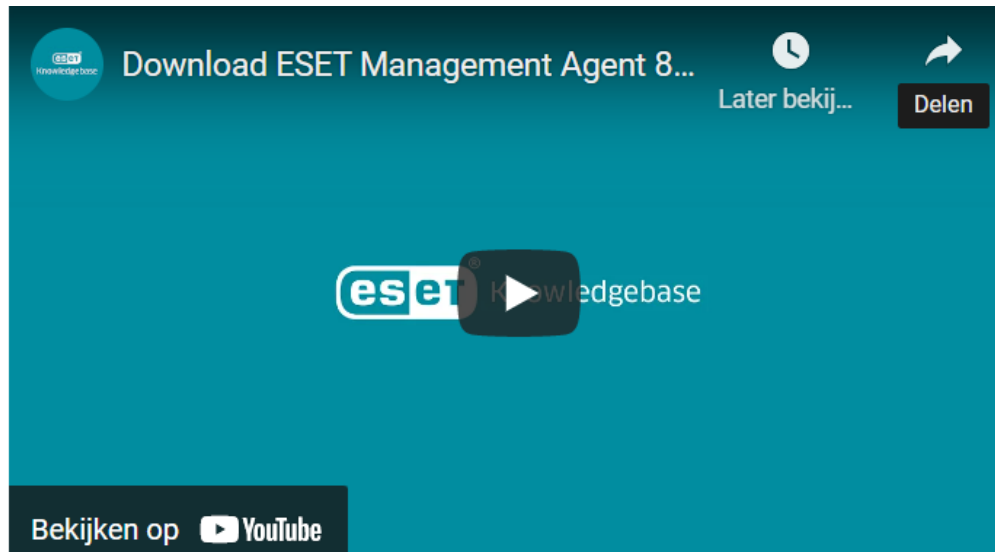 eset
Knowledgebase
Download ESET Management Agent 8...
Later bekij...
Delen
eset® Knowledgebase
Bekijken op YouTube